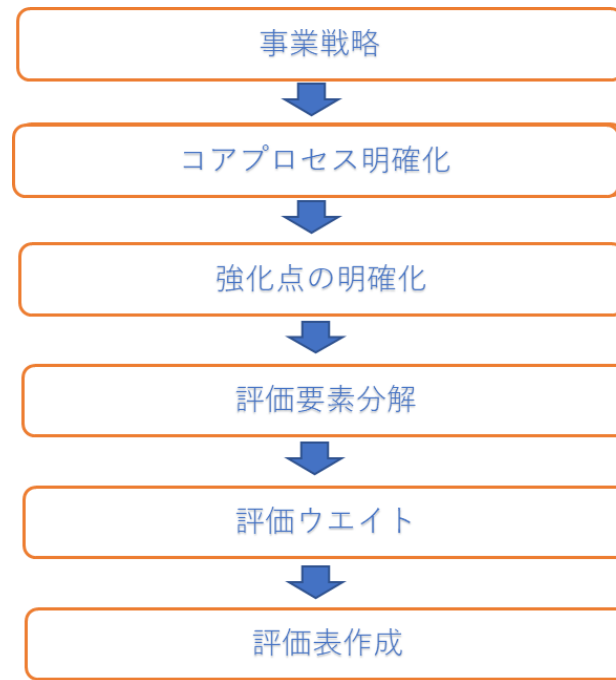 事業戦略
コアプロセス明確化
強化点の明確化
評価要素分解
評価ウエイト
評価表作成